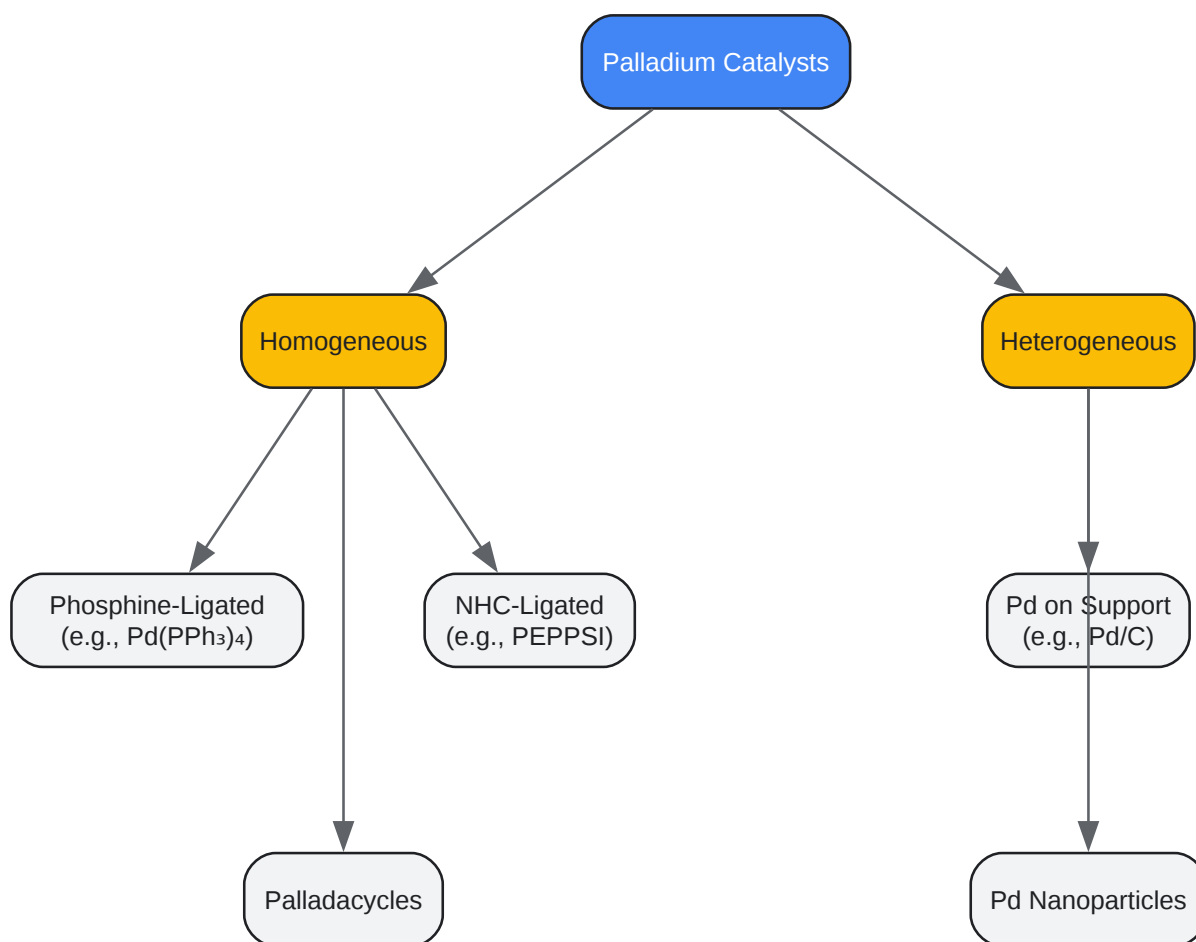 Palladium Catalysts
Homogeneous
Heterogeneous
Phosphine-Ligated
(e.g., Pd(PPh₃)₄)
NHC-Ligated
(e.g., PEPPSI)
Pd on Support
(e.g., Pd/C)
Palladacycles
Pd Nanoparticles